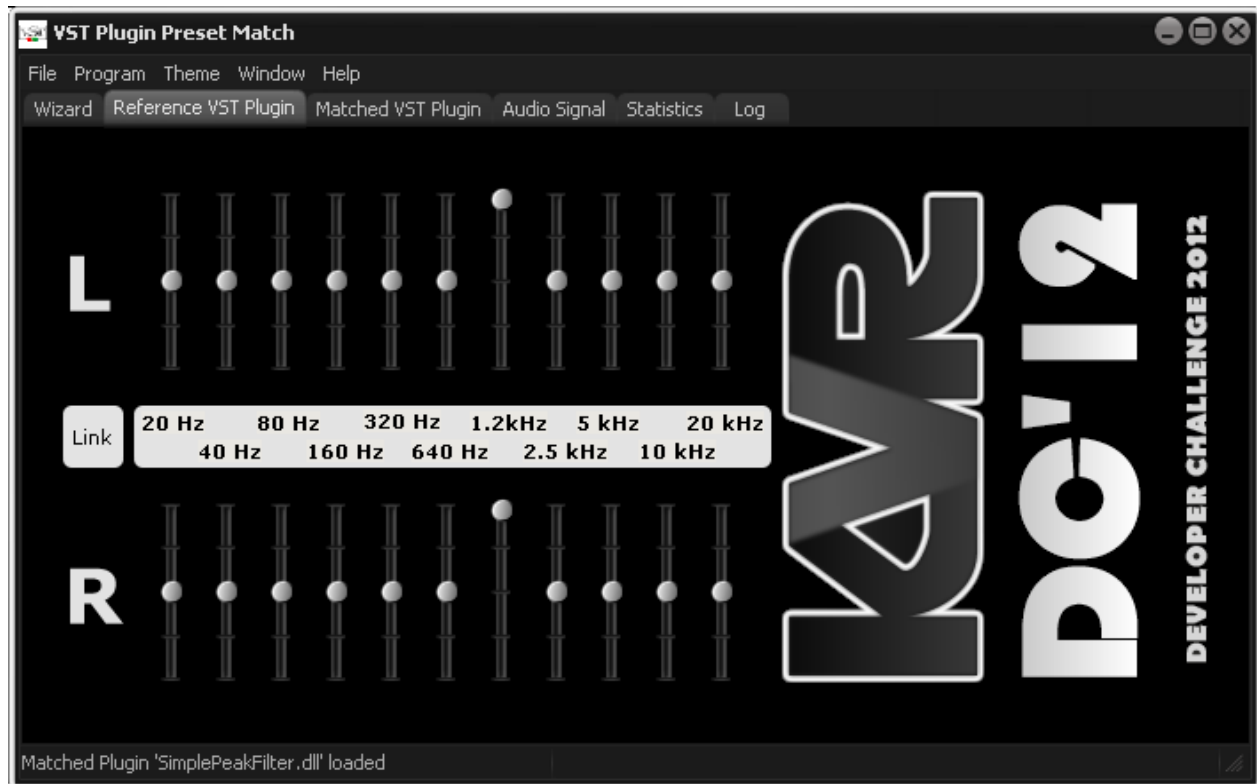 VST Plugin Preset Match
File Program Theme Window Help
Wizard Reference VST Plugin Matched VST Plugin Audio Signal Statistics Log
L
Link
20 Hz 80 Hz 320 Hz 1.2kHz 5 kHz 20 kHz
40 Hz 160 Hz 640 Hz 2.5 kHz 10 kHz
R
KVR
DC'12
DEVELOPER CHALLENGE 2012
Matched Plugin 'SimplePeakFilter.dll' loaded